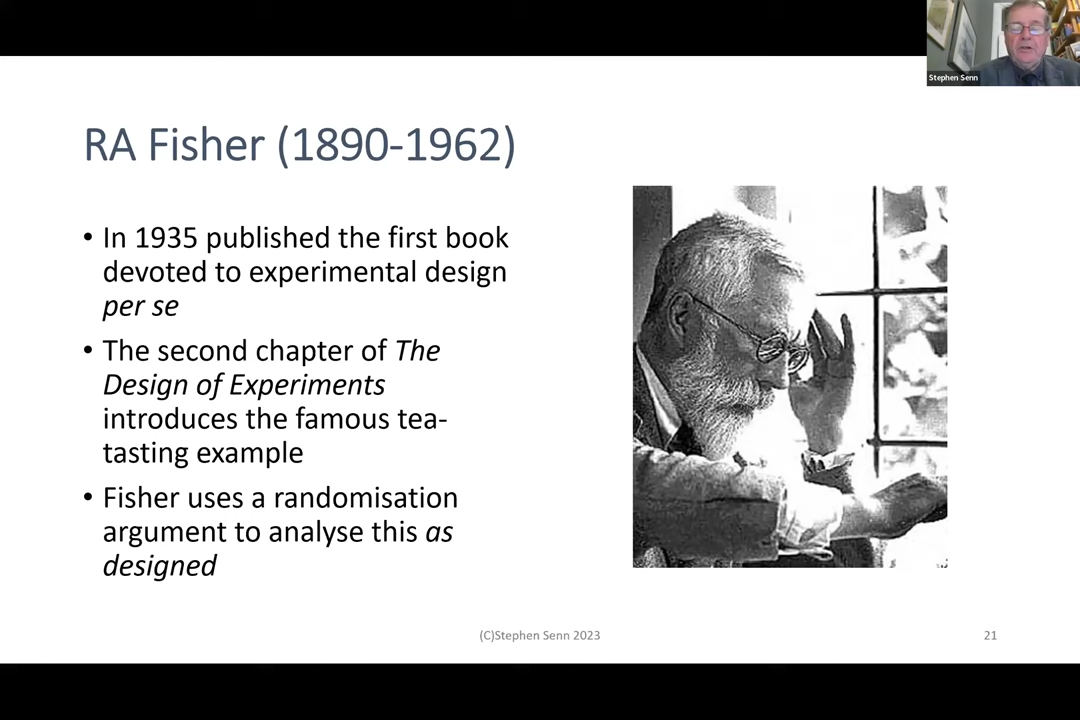 Stephen Senn
RA Fisher (1890-1962)
• In 1935 published the first book
devoted to experimental design
per se
• The second chapter of The
Design of Experiments
introduces the famous tea-
tasting example
• Fisher uses a randomisation
argument to analyse this as
designed
(C)Stephen Senn 2023
21